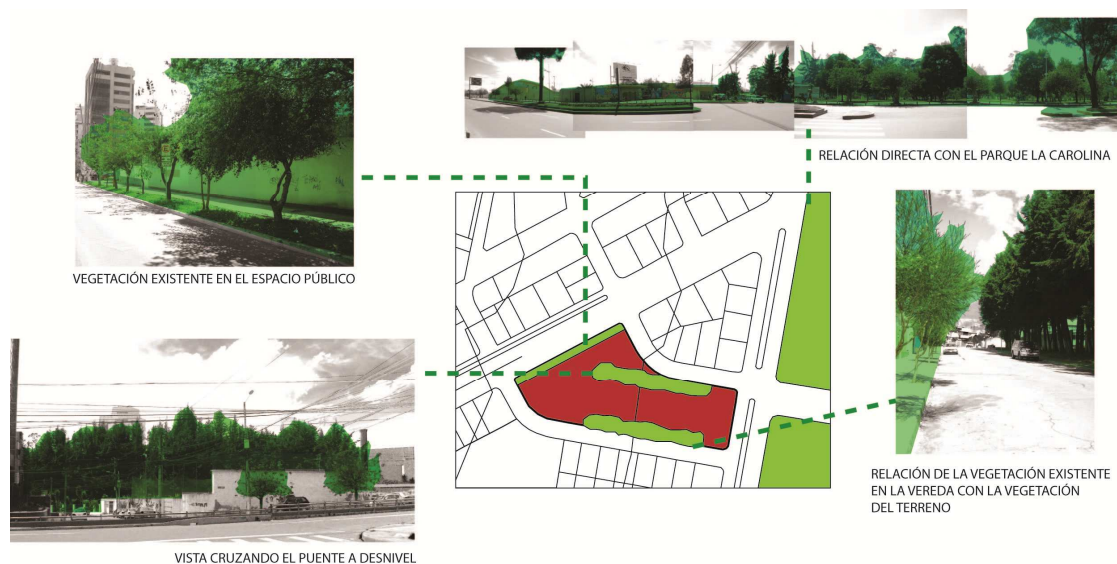 RELACIÓN DIRECTA CON EL PARQUE LA CAROLINA
VEGETACIÓN EXISTENTE EN EL ESPACIO PÚBLICO
RELACIÓN DE LA VEGETACIÓN EXISTENTE
EN LA VEREDA CON LA VEGETACIÓN
DEL TERRENO
VISTA CRUZANDO EL PUENTE A DESNIVEL